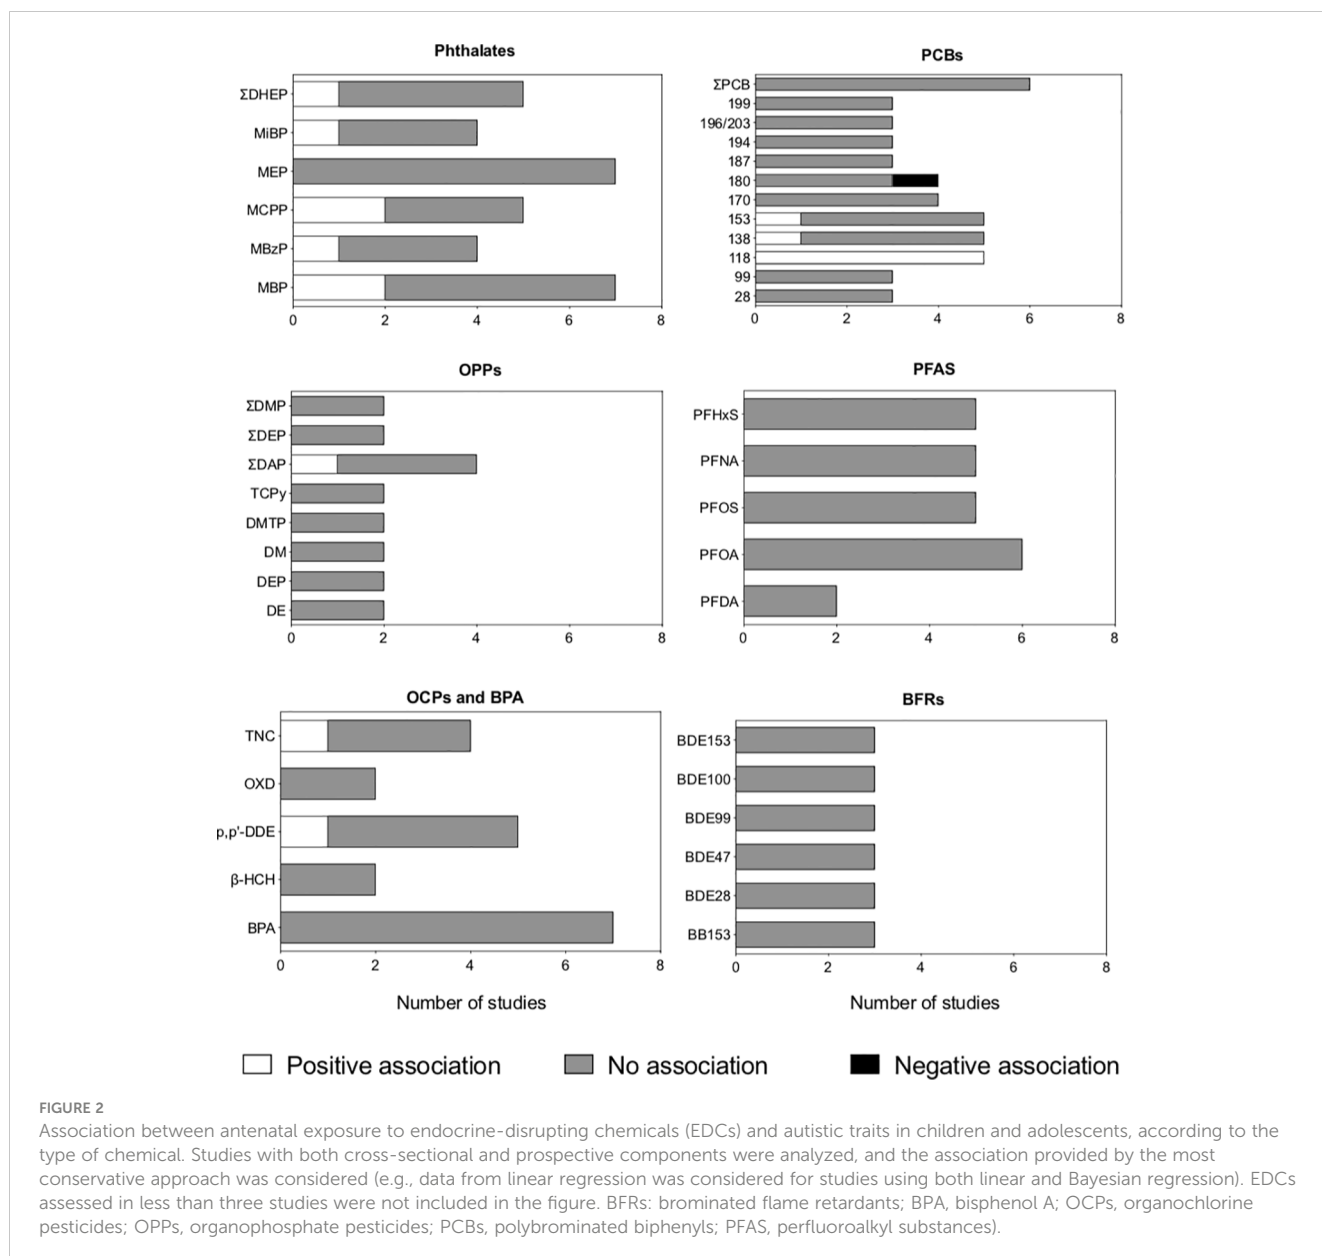 Phthalates
ΣDHEP
MiBP
MEP
MCPP
MBzP
MBP
0 2 4 6 8
PCBs
ΣPCB
199
196/203
194
187
180
170
153
138
118
99
28
0 2 4 6 8
OPPs
ΣDMP
ΣDEP
ΣDAP
TCPy
DMTP
DM
DEP
DE
0 2 4 6 8
PFAS
PFHxS
PFNA
PFOS
PFOA
PFDA
0 2 4 6 8
OCPs and BPA
TNC
OXD
p,p'-DDE
β-HCH
BPA
0 2 4 6 8
Number of studies
BFRs
BDE153
BDE100
BDE99
BDE47
BDE28
BB153
0 2 4 6 8
Number of studies
Positive association No association Negative association
FIGURE 2
Association between antenatal exposure to endocrine-disrupting chemicals (EDCs) and autistic traits in children and adolescents, according to the
type of chemical. Studies with both cross-sectional and prospective components were analyzed, and the association provided by the most
conservative approach was considered (e.g., data from linear regression was considered for studies using both linear and Bayesian regression). EDCs
assessed in less than three studies were not included in the figure. BFRs: brominated flame retardants; BPA, bisphenol A; OCPs, organochlorine
pesticides; OPPs, organophosphate pesticides; PCBs, polybrominated biphenyls; PFAS, perfluoroalkyl substances).